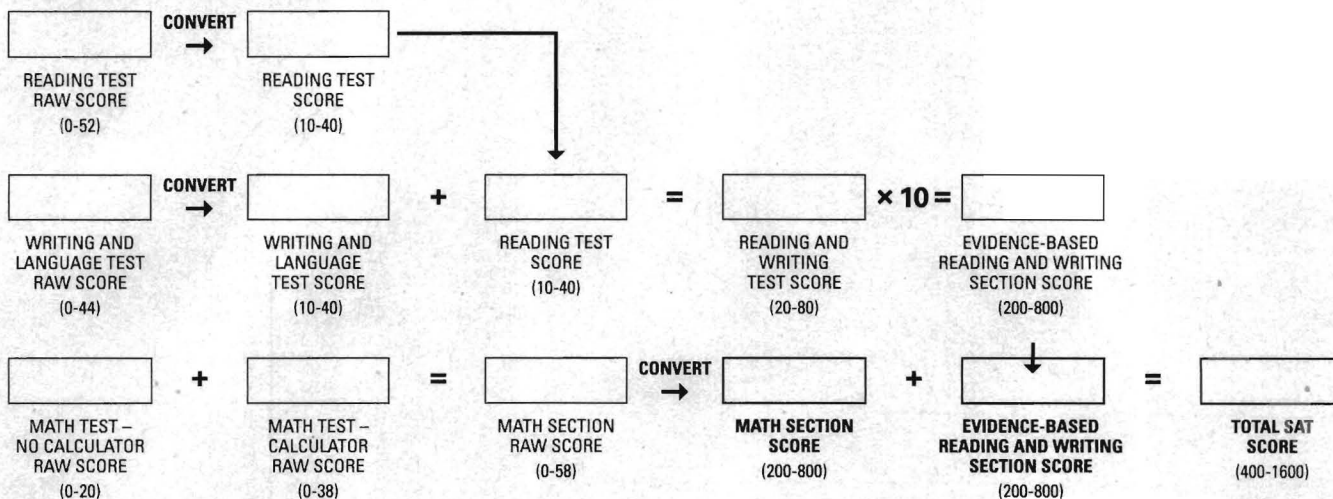 CONVERT
→
READING TEST
RAW SCORE
(0-52)
READING TEST
SCORE
(10-40)
CONVERT
→
+
=
× 10 =
WRITING AND
LANGUAGE TEST
RAW SCORE
(0-44)
WRITING AND
LANGUAGE
TEST SCORE
(10-40)
READING TEST
SCORE
(10-40)
READING AND
WRITING
TEST SCORE
(20-80)
EVIDENCE-BASED
READING AND WRITING
SECTION SCORE
(200-800)
+
=
CONVERT
→
+
=
MATH TEST –
NO CALCULATOR
RAW SCORE
(0-20)
MATH TEST –
CALCULATOR
RAW SCORE
(0-38)
MATH SECTION
RAW SCORE
(0-58)
MATH SECTION
SCORE
(200-800)
EVIDENCE-BASED
READING AND WRITING
SECTION SCORE
(200-800)
TOTAL SAT
SCORE
(400-1600)